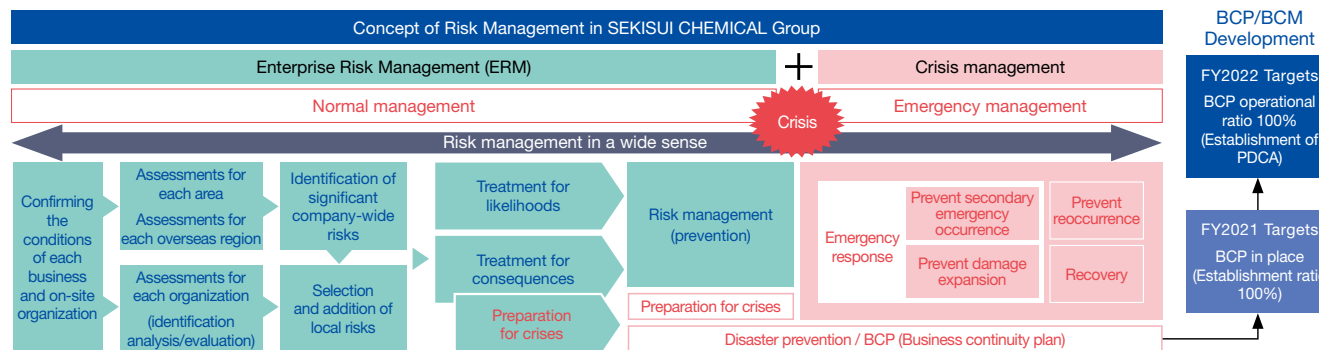 Concept of Risk Management in SEKISUI CHEMICAL Group
Enterprise Risk Management (ERM)
+
Crisis management
Normal management
Crisis
Emergency management
Risk management in a wide sense
Confirming
the
conditions
of each
business
and on-site
organization
Assessments for
each area
Assessments for
each overseas region
Assessments for
each organization
(identification
analysis/evaluation)
Identification of
significant
company-wide
risks
Selection
and addition of
local risks
Treatment for
likelihoods
Treatment for
consequences
Preparation
for crises
Risk management
(prevention)
Preparation for crises
Emergency
response
Prevent secondary
emergency
occurrence
Prevent damage
expansion
Prevent
reoccurrence
Recovery
Disaster prevention / BCP (Business continuity plan)
BCP/BCM
Development
FY2022 Targets
BCP operational
ratio 100%
(Establishment of
PDCA)
FY2021 Targets
BCP in place
(Establishment ratio
100%)